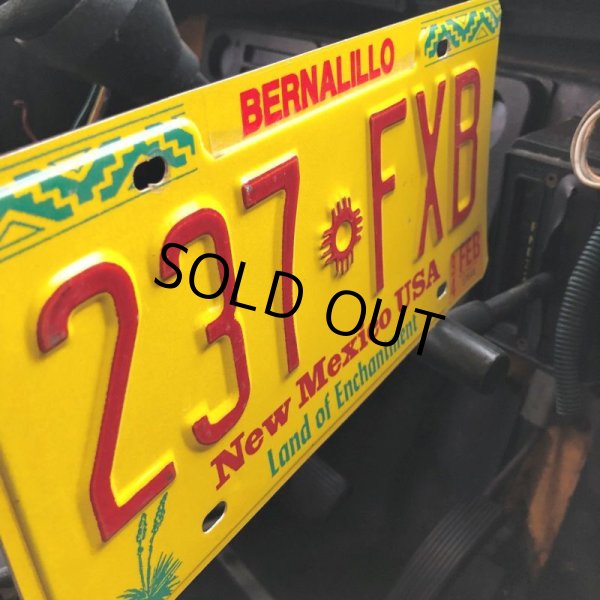 BERNALILLO
237 FXB
FEB
SOLD OUT
New Mexico USA
Land of Enchantment